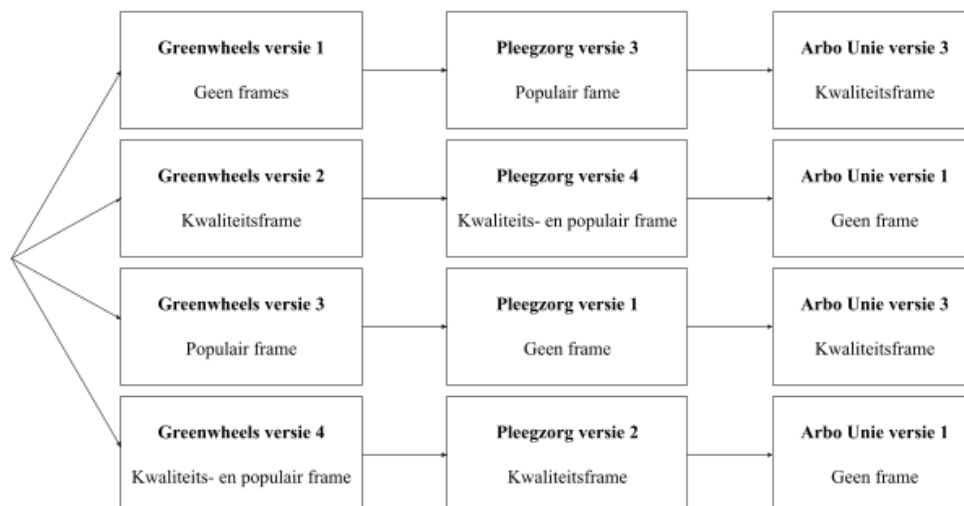 Greenwheels versie 1
Geen frames
Pleegzorg versie 3
Populair fame
Arbo Unie versie 3
Kwaliteitsframe
Greenwheels versie 2
Kwaliteitsframe
Pleegzorg versie 4
Kwaliteits- en populair frame
Arbo Unie versie 1
Geen frame
Greenwheels versie 3
Populair frame
Pleegzorg versie 1
Geen frame
Arbo Unie versie 3
Kwaliteitsframe
Greenwheels versie 4
Kwaliteits- en populair frame
Pleegzorg versie 2
Kwaliteitsframe
Arbo Unie versie 1
Geen frame